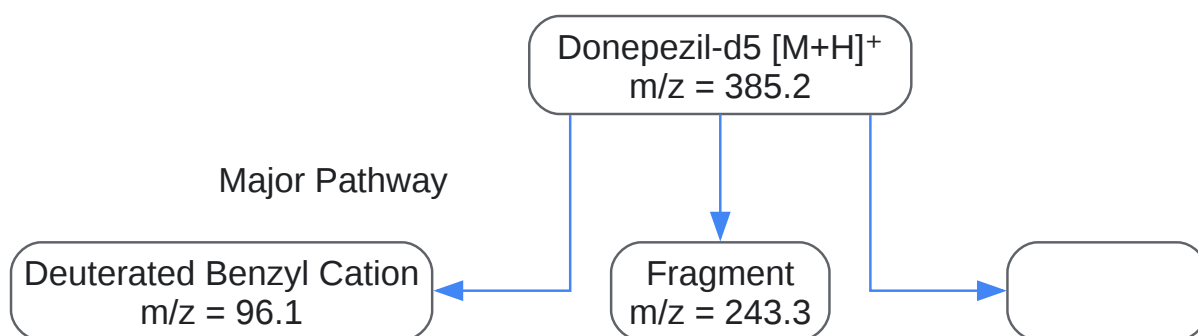 Donepezil-d5 [M+H]⁺
m/z = 385.2
Major Pathway
Deuterated Benzyl Cation
m/z = 96.1
Fragment
m/z = 243.3